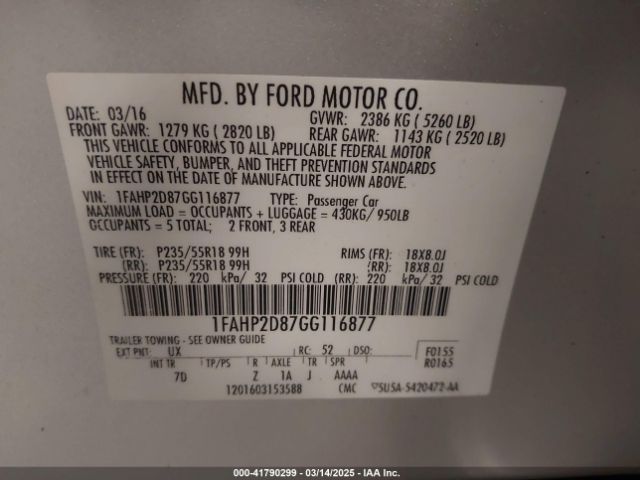 MFD. BY FORD MOTOR CO.
DATE: 03/16 GVWR: 2386 KG ( 5260 LB)
FRONT GAWR: 1279 KG ( 2820 LB) REAR GAWR: 1143 KG ( 2520 LB)
THIS VEHICLE CONFORMS TO ALL APPLICABLE FEDERAL MOTOR
VEHICLE SAFETY, BUMPER, AND THEFT PREVENTION STANDARDS
IN EFFECT ON THE DATE OF MANUFACTURE SHOWN ABOVE.
VIN: 1FAHP2D87GG116877 TYPE: Passenger Car
MAXIMUM LOAD = OCCUPANTS + LUGGAGE = 430KG/ 950LB
OCCUPANTS = 5 TOTAL; 2 FRONT, 3 REAR
TIRE (FR): P235/55R18 99H RIMS (FR): 18X8.0J
(RR): P235/55R18 99H (RR): 18X8.0J
PRESSURE (FR): 220 kPa/ 32 PSI COLD (RR): 220 kPa/ 32 PSI COLD
1FAHP2D87GG116877
TRAILER TOWING - SEE OWNER GUIDE
EXT PNT: UX RC: 52 DSO: F0155
INT TR TP/PS R AXLE TR SPR R0165
7D Z 1A J AAAA
1201603153588 CMC 5U5A-5420472-AA
000-41790299 - 03/14/2025 - IAA Inc.